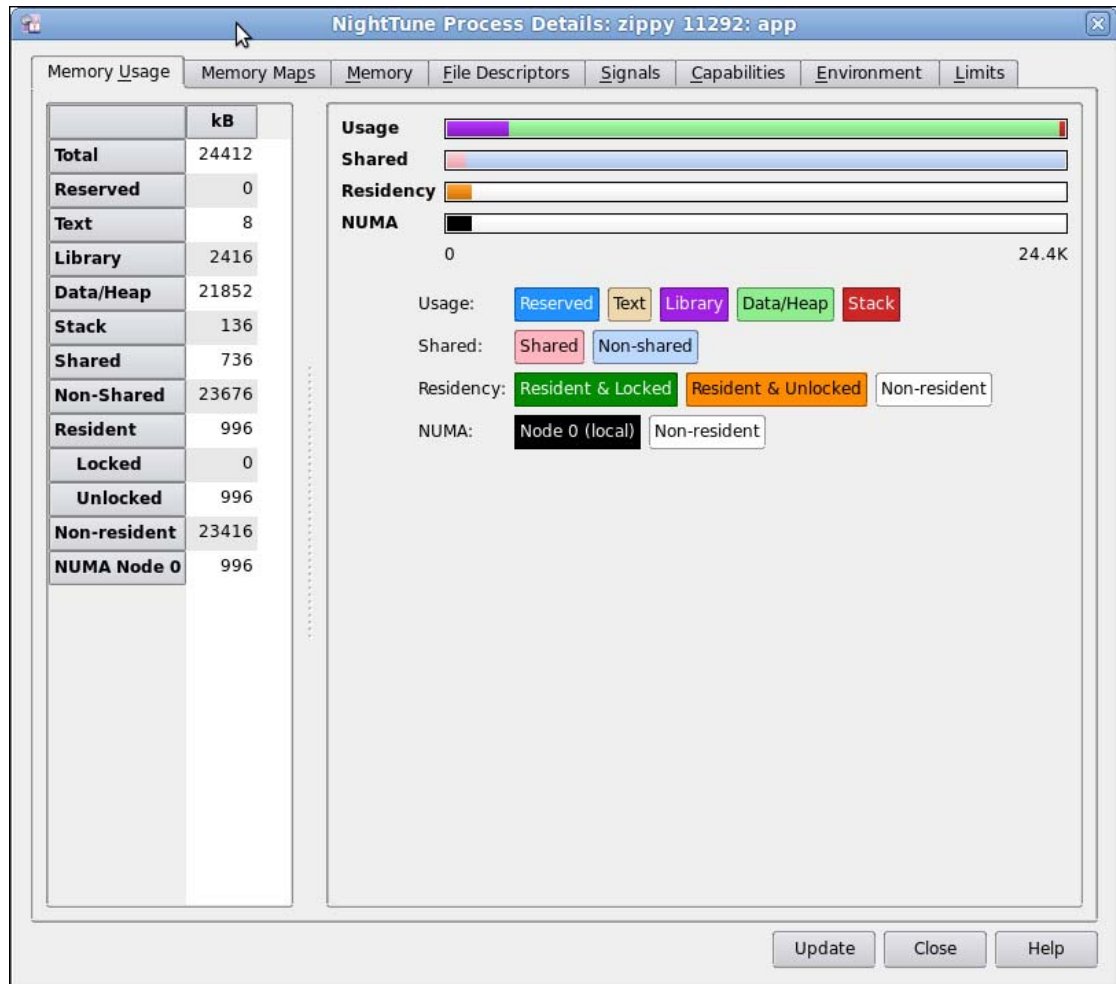 NightTune Process Details: zippy 11292: app
Memory Usage Memory Maps Memory File Descriptors Signals Capabilities Environment Limits
kB
Total 24412
Reserved 0
Text 8
Library 2416
Data/Heap 21852
Stack 136
Shared 736
Non-Shared 23676
Resident 996
Locked 0
Unlocked 996
Non-resident 23416
NUMA Node 0 996
Usage
Shared
Residency
NUMA
0 24.4K
Usage: Reserved Text Library Data/Heap Stack
Shared: Shared Non-shared
Residency: Resident & Locked Resident & Unlocked Non-resident
NUMA: Node 0 (local) Non-resident
Update Close Help